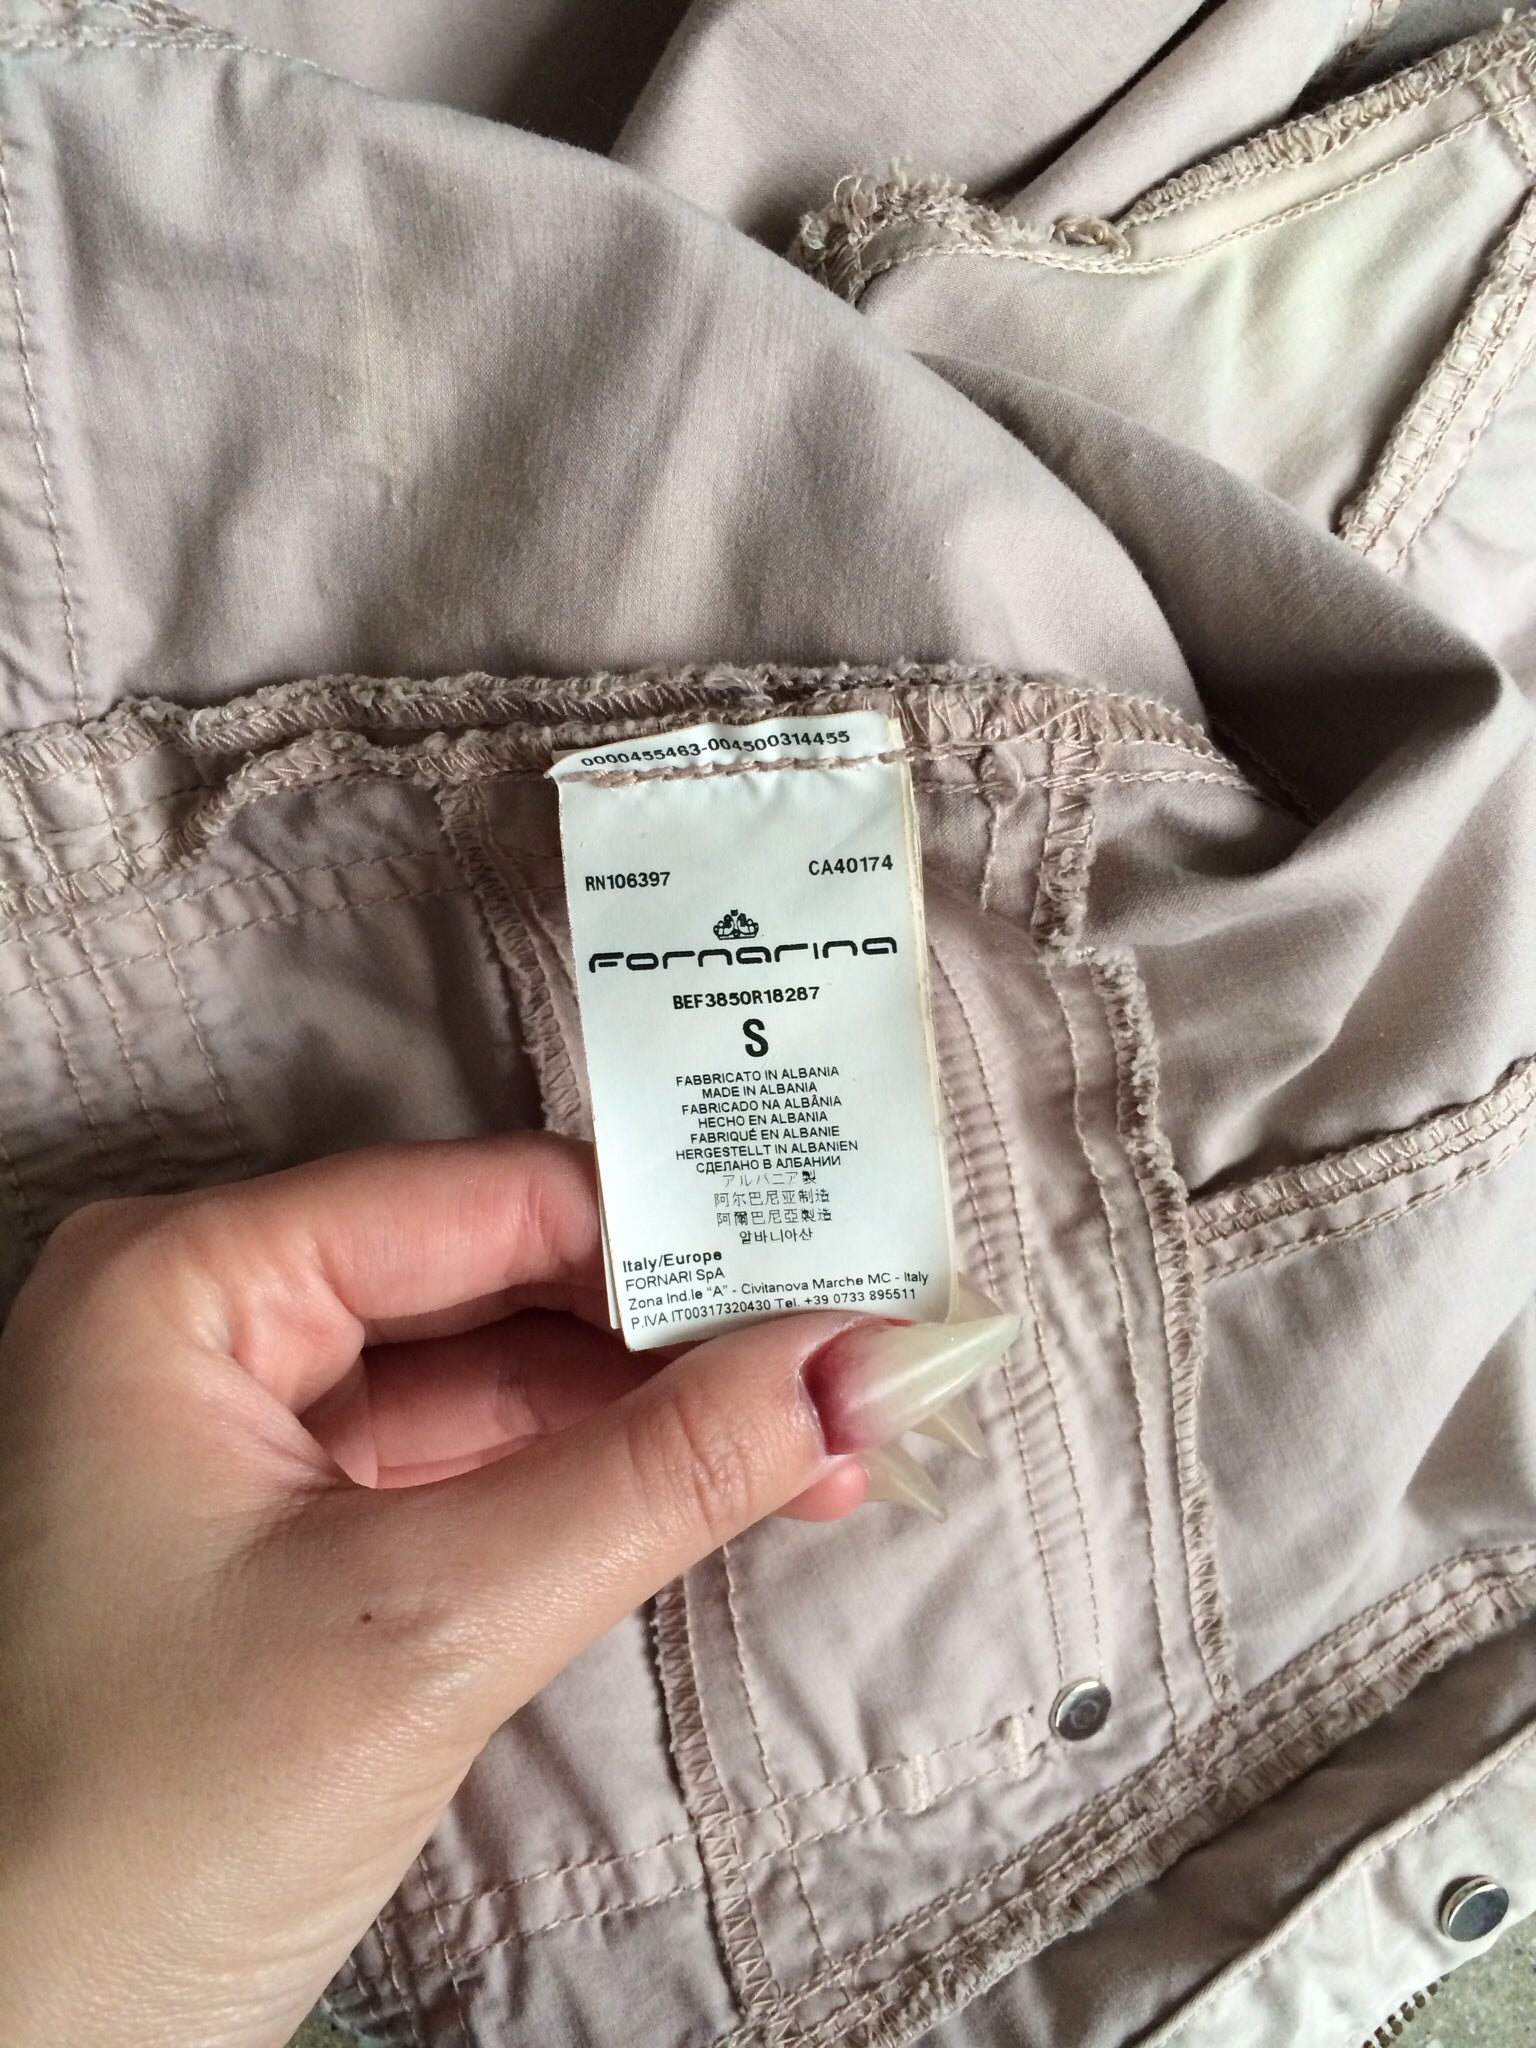 0000455463-004500314455
RN106397 CA40174
Fornarina
BEF3850R18287
S
FABBRICATO IN ALBANIA
MADE IN ALBANIA
FABRICADO NA ALBÂNIA
HECHO EN ALBANIA
FABRIQUÉ EN ALBANIE
HERGESTELLT IN ALBANIEN
СДЕЛАНО В АЛБАНИИ
アルバニア製
阿尔巴尼亚制造
阿爾巴尼亞製造
알바니아산
Italy/Europe
FORNARI SpA
Zona Ind.le "A" - Civitanova Marche MC - Italy
P.IVA IT00317320430 Tel. +39 0733 895511